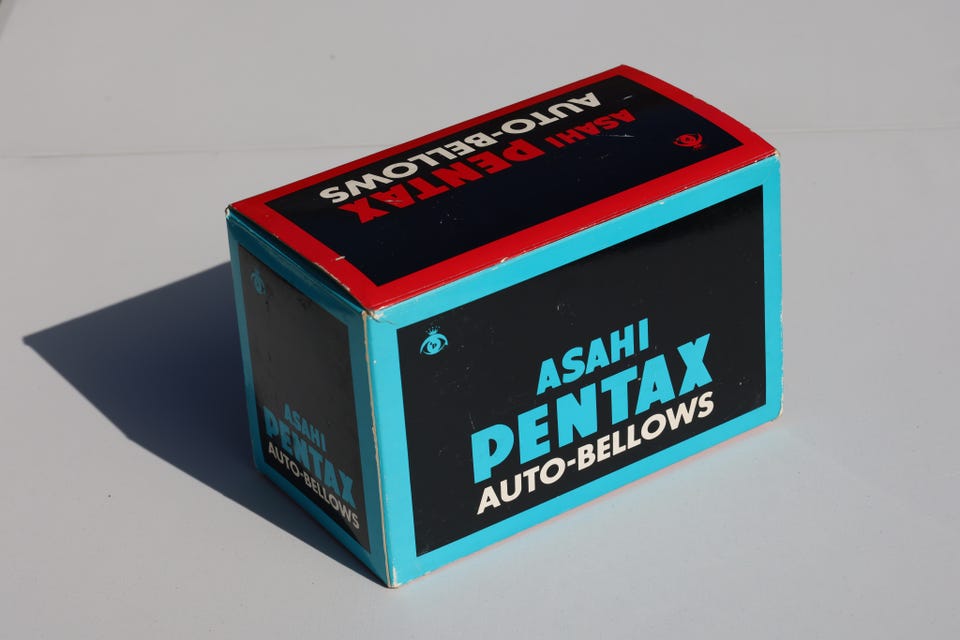 ASAHI PENTAX
AUTO-BELLOWS
ASAHI
PENTAX
AUTO-BELLOWS
ASAHI
PENTAX
AUTO-BELLOWS